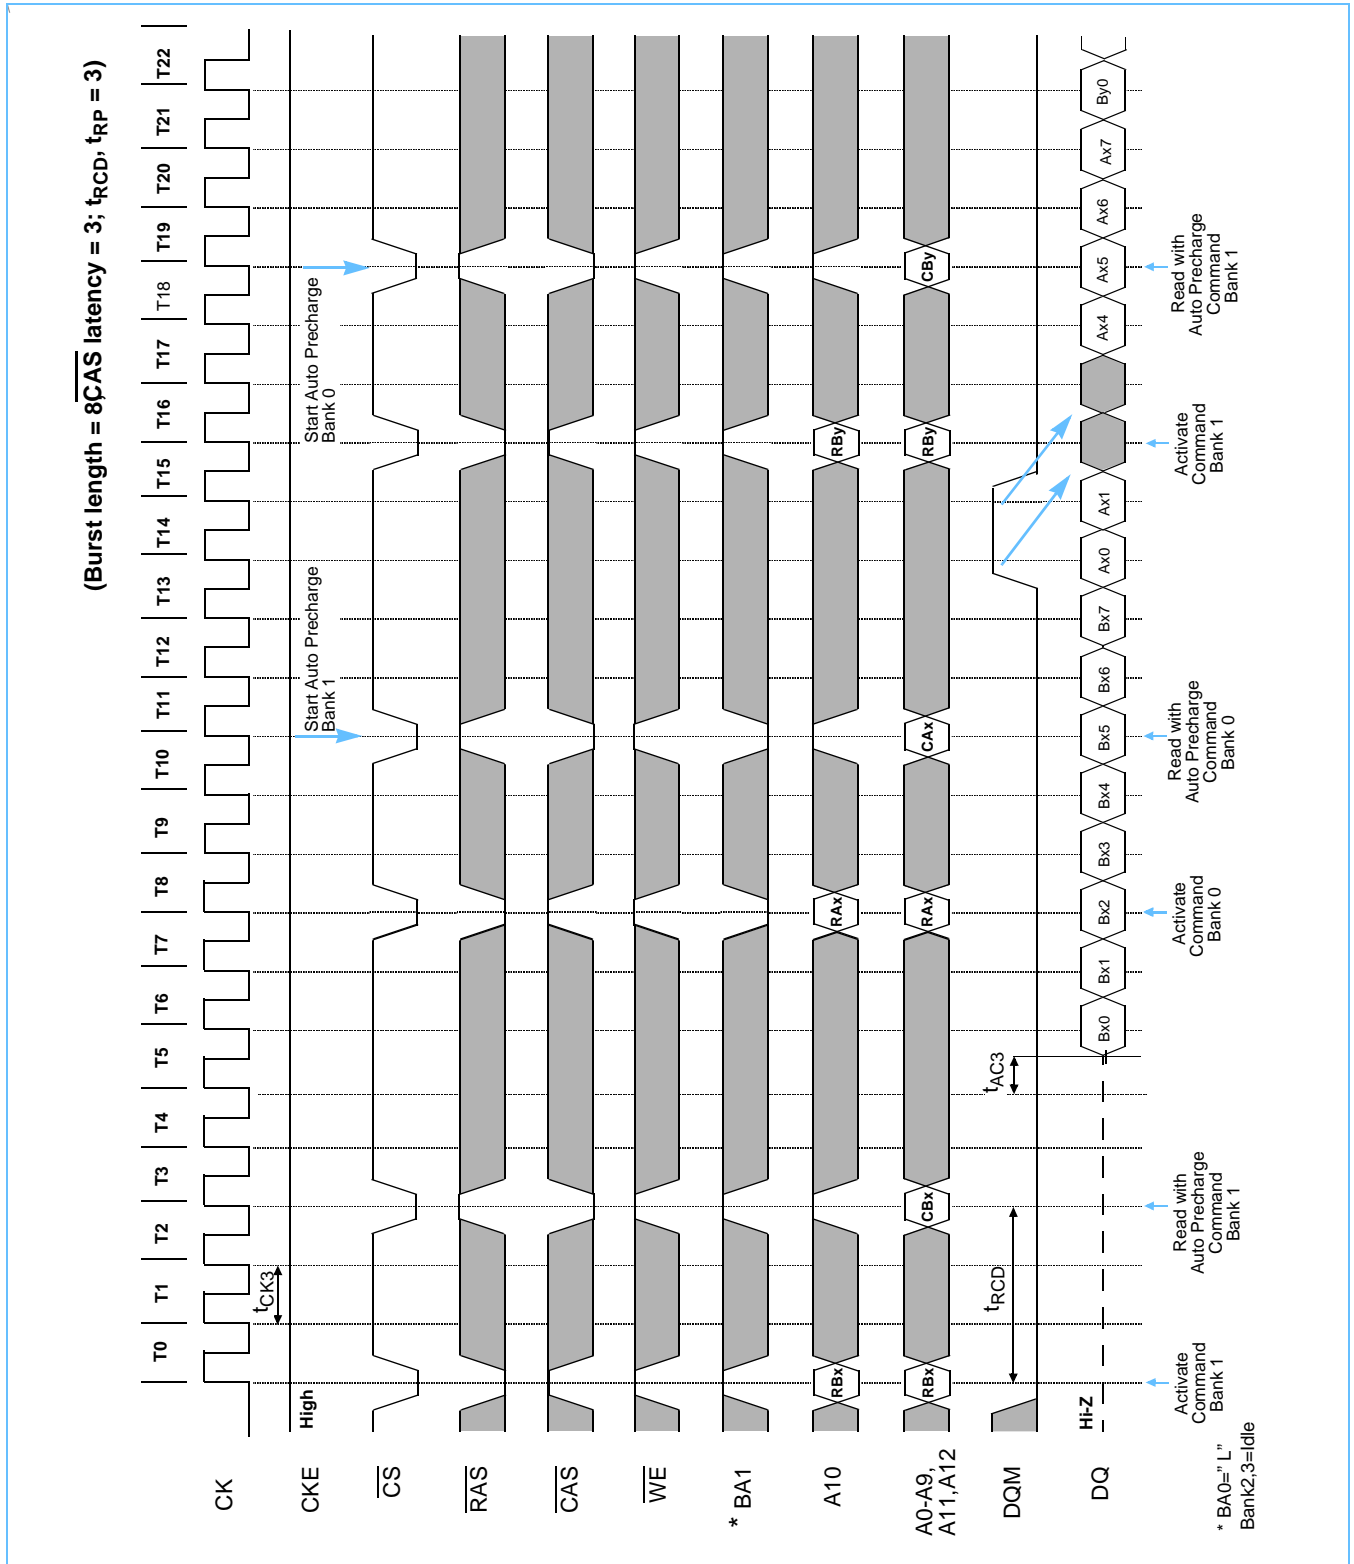 (Burst length = 8CAS latency = 3; tRCD, tRP = 3)
T0 T1 T2 T3 T4 T5 T6 T7 T8 T9 T10 T11 T12 T13 T14 T15 T16 T17 T18 T19 T20 T21 T22
CK
tCK3
CKE
High
Start Auto Precharge
Bank 1
Start Auto Precharge
Bank 0
CS
RAS
CAS
WE
* BA1
A10
RBx RAx RBy
A0-A9,
A11,A12
RBx CBx RAx CAx RBy CBy
DQM
tRCD
tAC3
DQ
Hi-Z
Bx0 Bx1 Bx2 Bx3 Bx4 Bx5 Bx6 Bx7 Ax0 Ax1 Ax4 Ax5 Ax6 Ax7 By0
Activate
Command
Bank 1
Read with
Auto Precharge
Command
Bank 1
Activate
Command
Bank 0
Read with
Auto Precharge
Command
Bank 0
Activate
Command
Bank 1
Read with
Auto Precharge
Command
Bank 1
* BA0=" L"
Bank2,3=Idle